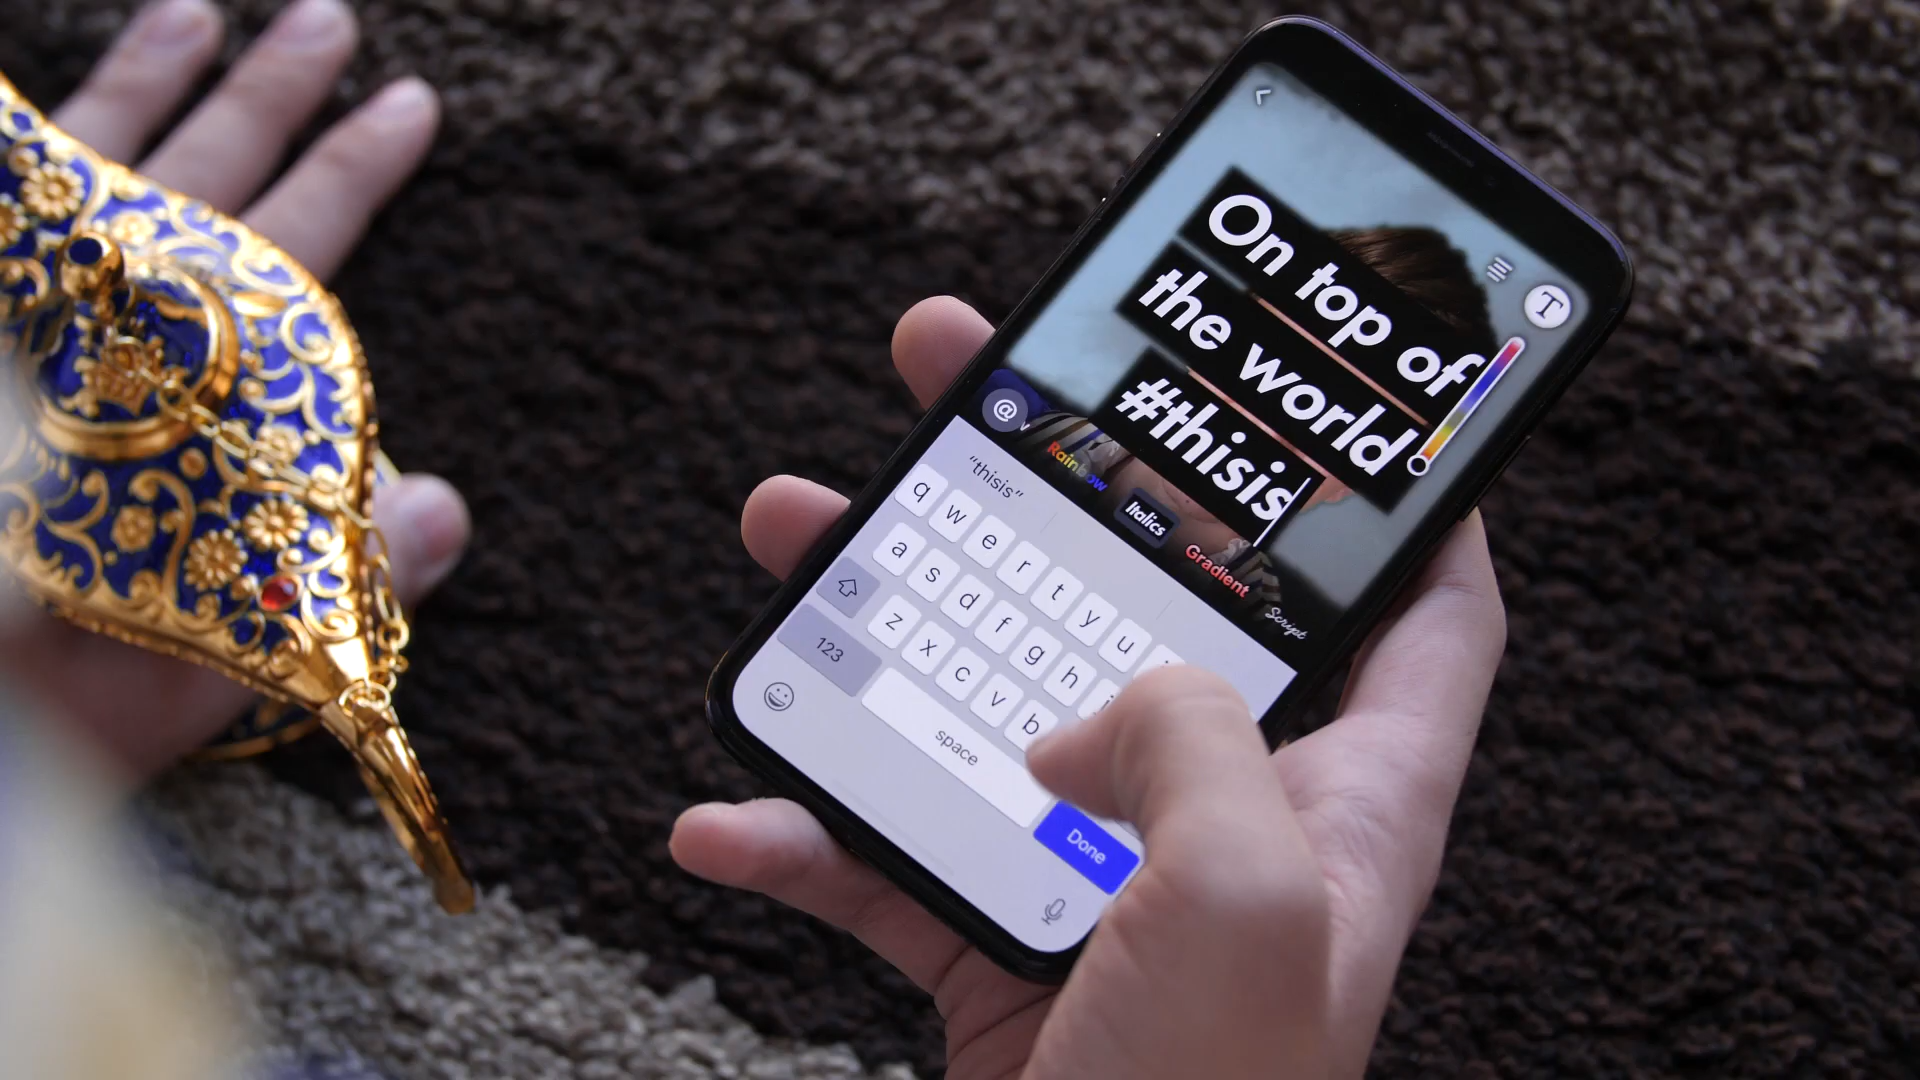 On top of
the world
#thisis
@
T
Rainbow
Italics
Gradient
Script
"thisis"
q w e r t y u
a s d f g h j
z x c v b
123
space
Done